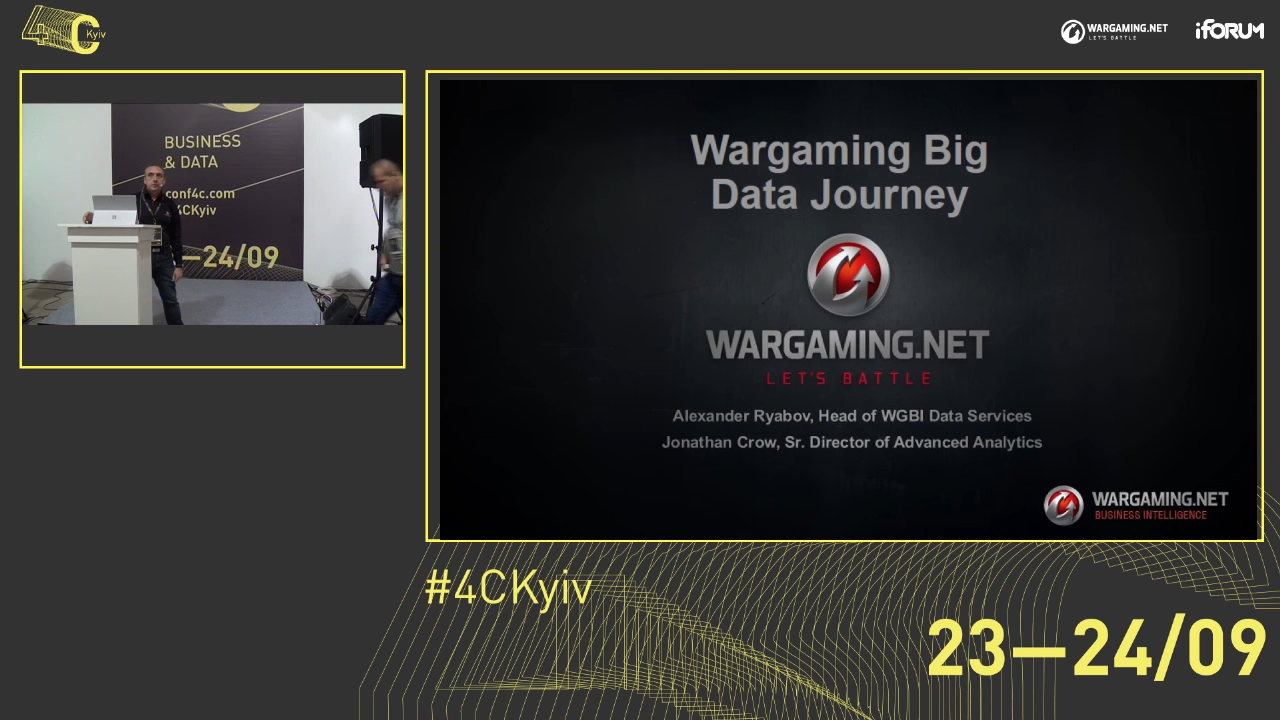 4C Kyiv
WARGAMING.NET
LET'S BATTLE
iFORUM
BUSINESS
& DATA
conf4c.com
4CKyiv
—24/09
Wargaming Big
Data Journey
WARGAMING.NET
LET'S BATTLE
Alexander Ryabov, Head of WGBI Data Services
Jonathan Crow, Sr. Director of Advanced Analytics
WARGAMING.NET
BUSINESS INTELLIGENCE
#4CKyiv
23—24/09